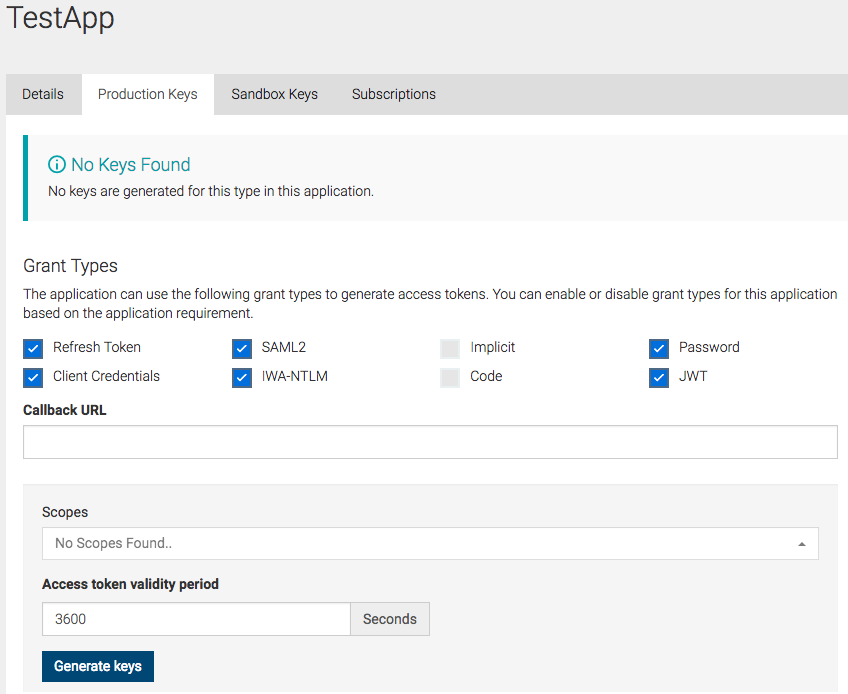 TestApp
Details Production Keys Sandbox Keys Subscriptions
No Keys Found
No keys are generated for this type in this application.
Grant Types
The application can use the following grant types to generate access tokens. You can enable or disable grant types for this application
based on the application requirement.
Refresh Token SAML2 Implicit Password
Client Credentials IWA-NTLM Code JWT
Callback URL
Scopes
No Scopes Found..
Access token validity period
3600 Seconds
Generate keys